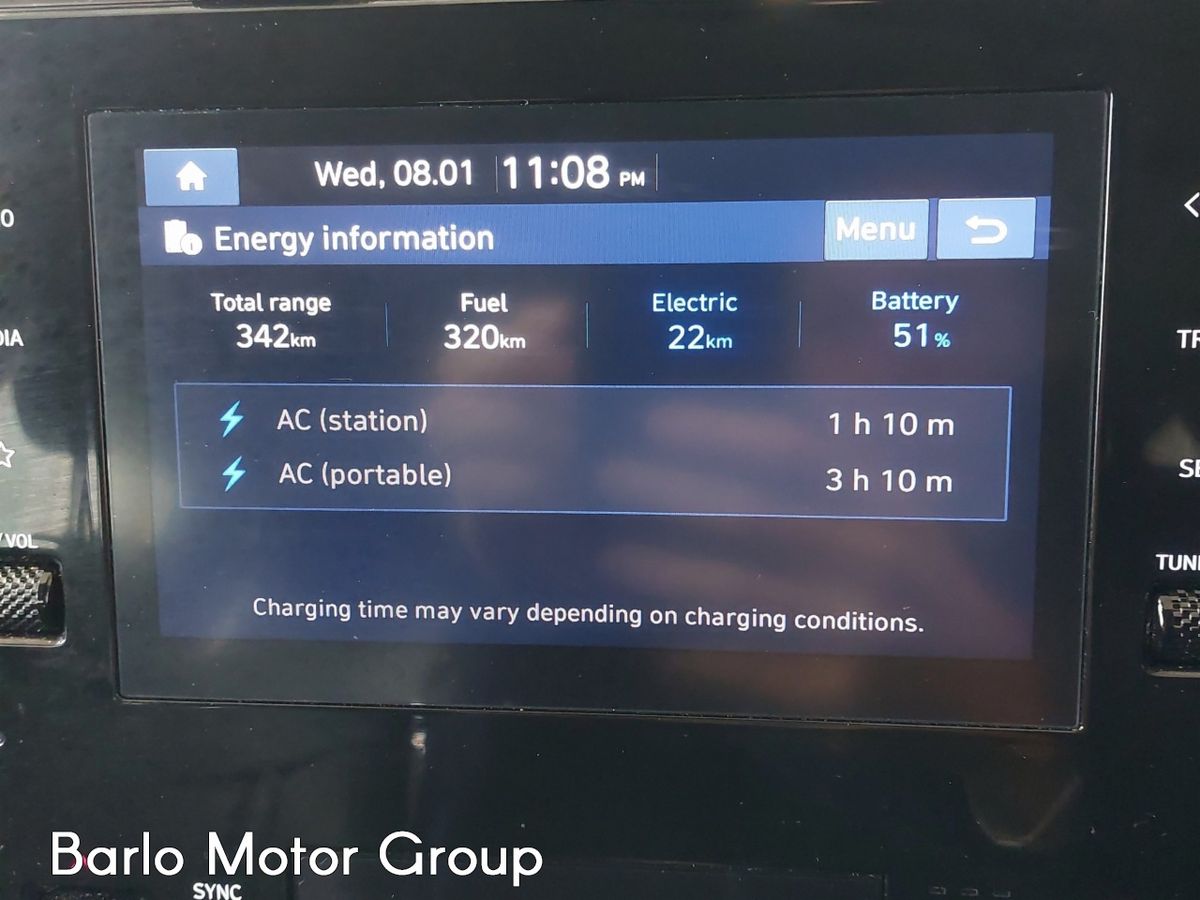 Wed, 08.01 11:08 PM
Energy information Menu
Total range Fuel Electric Battery
342km 320km 22km 51%
AC (station) 1 h 10 m
AC (portable) 3 h 10 m
/VOL
TUN
Charging time may vary depending on charging conditions.
Barlo Motor Group
SYNC